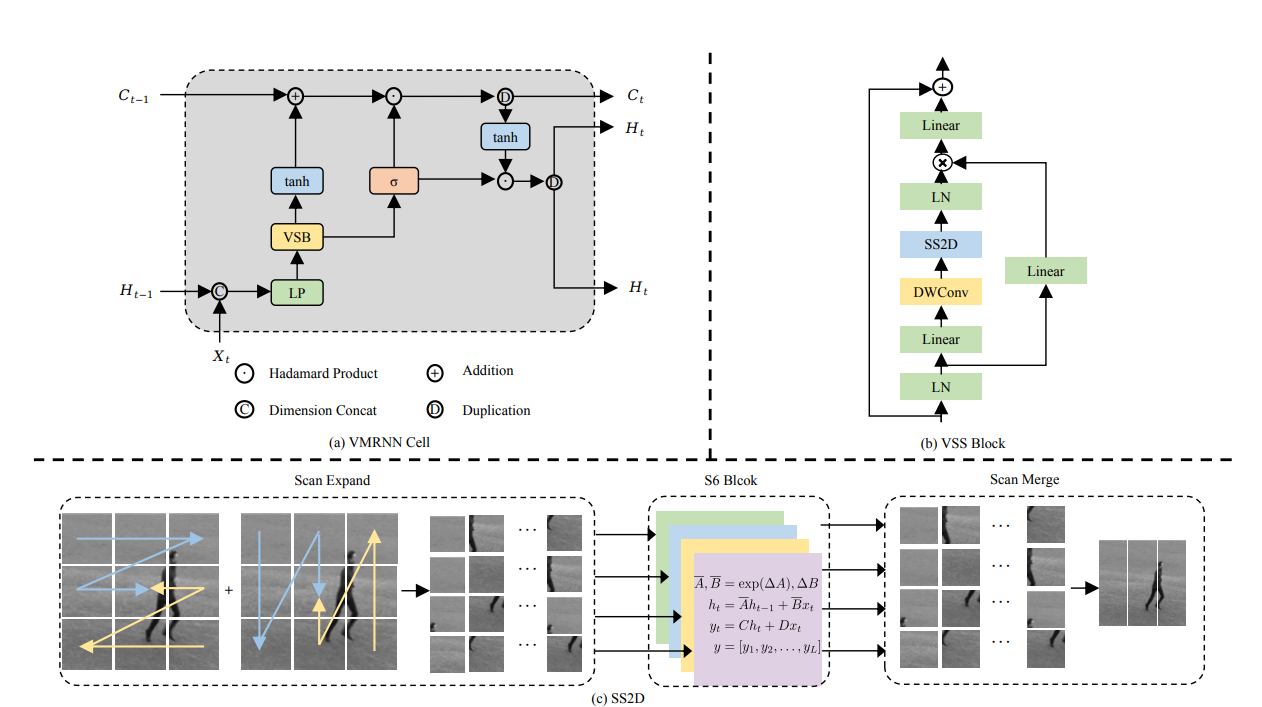 C_{t−1}
+
·
D
C_t
H_t
tanh
tanh
σ
·
D
VSB
H_{t−1}
C
LP
H_t
X_t
· Hadamard Product
+ Addition
C Dimension Concat
D Duplication
(a) VMRNN Cell
+
Linear
×
LN
SS2D
Linear
DWConv
Linear
LN
(b) VSS Block
Scan Expand
S6 Blcok
Scan Merge
+
...
...
...
...
A̅, B̅ = exp(ΔA), ΔB
h_t = A̅h_{t−1} + B̅x_t
y_t = Ch_t + Dx_t
y = [y_1, y_2, . . . , y_L]
...
...
...
...
(c) SS2D